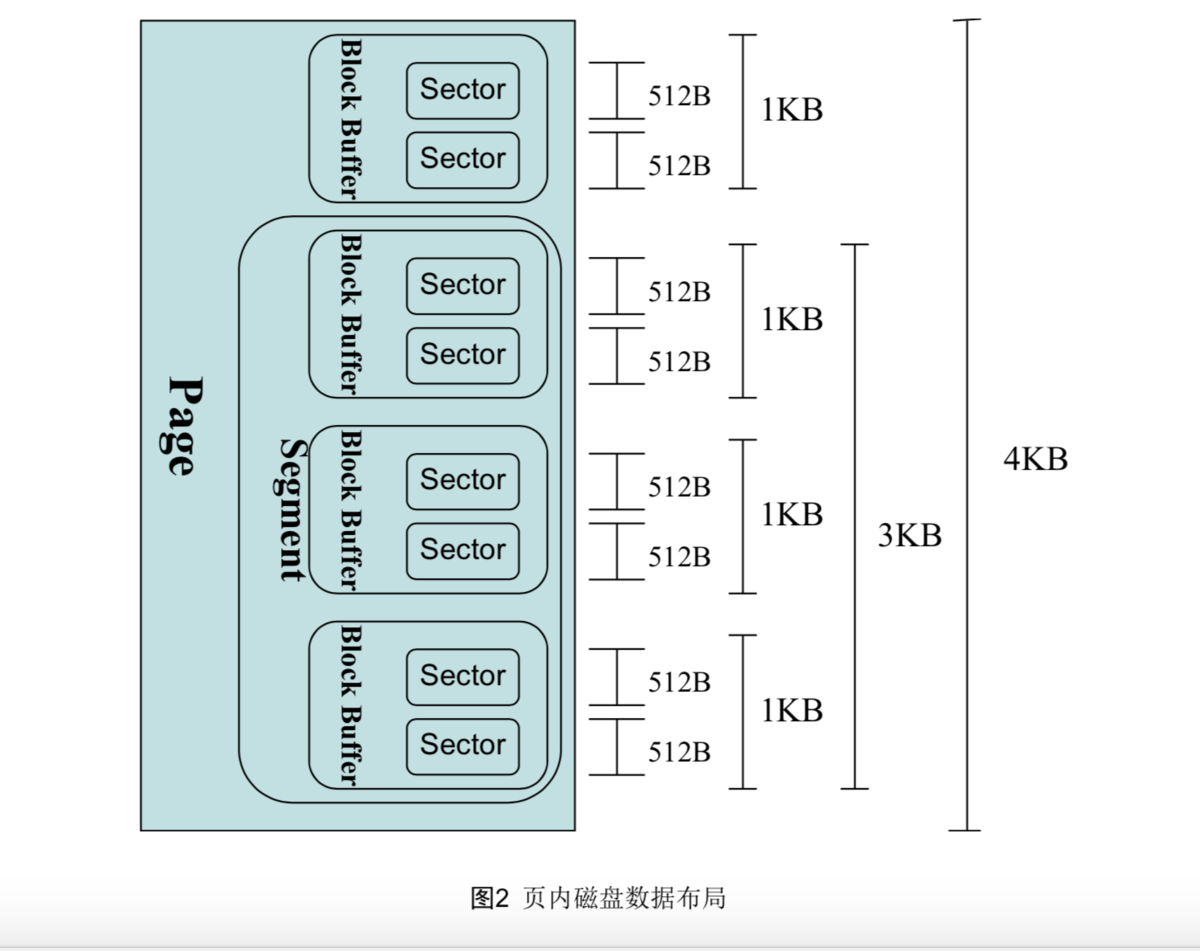 Block Buffer
Sector
512B
1KB
Sector
512B
Block Buffer
Sector
512B
1KB
Sector
512B
Page
Segment
Block Buffer
Sector
512B
1KB
3KB
4KB
Sector
512B
Block Buffer
Sector
512B
1KB
Sector
512B
图2 页内磁盘数据布局